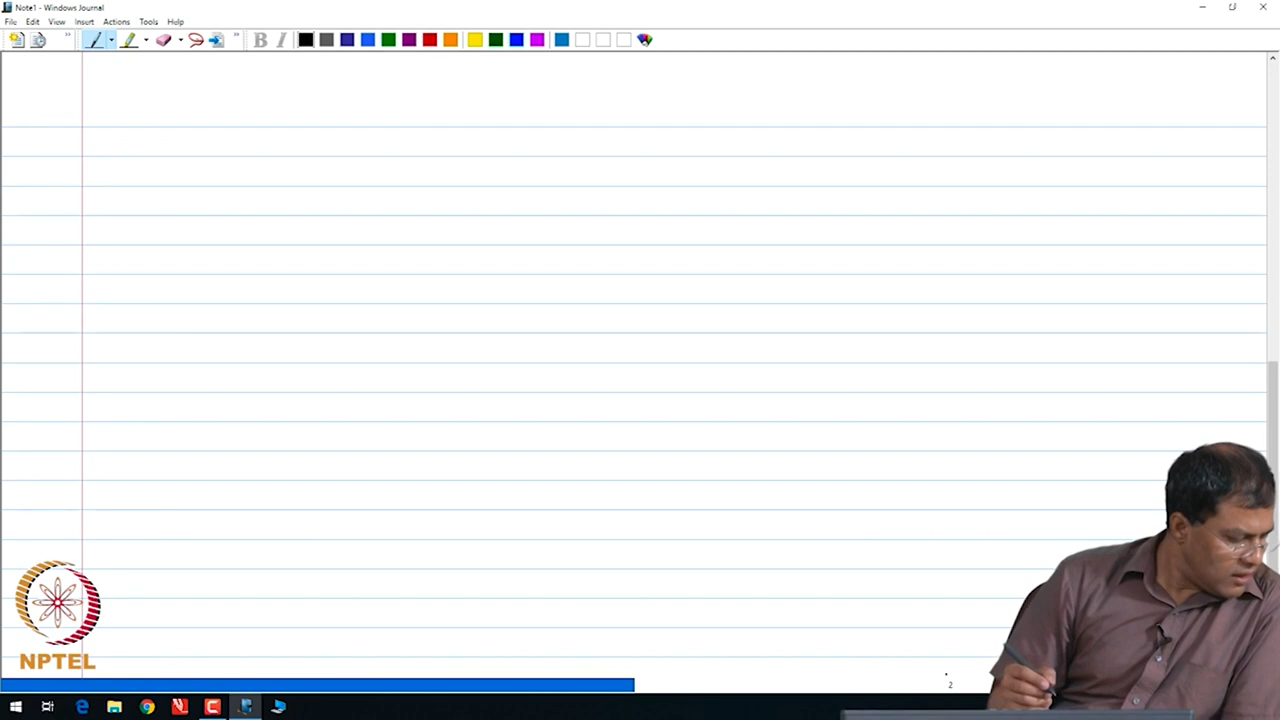 Note1 - Windows Journal
File Edit View Insert Actions Tools Help
B I
NPTEL
2